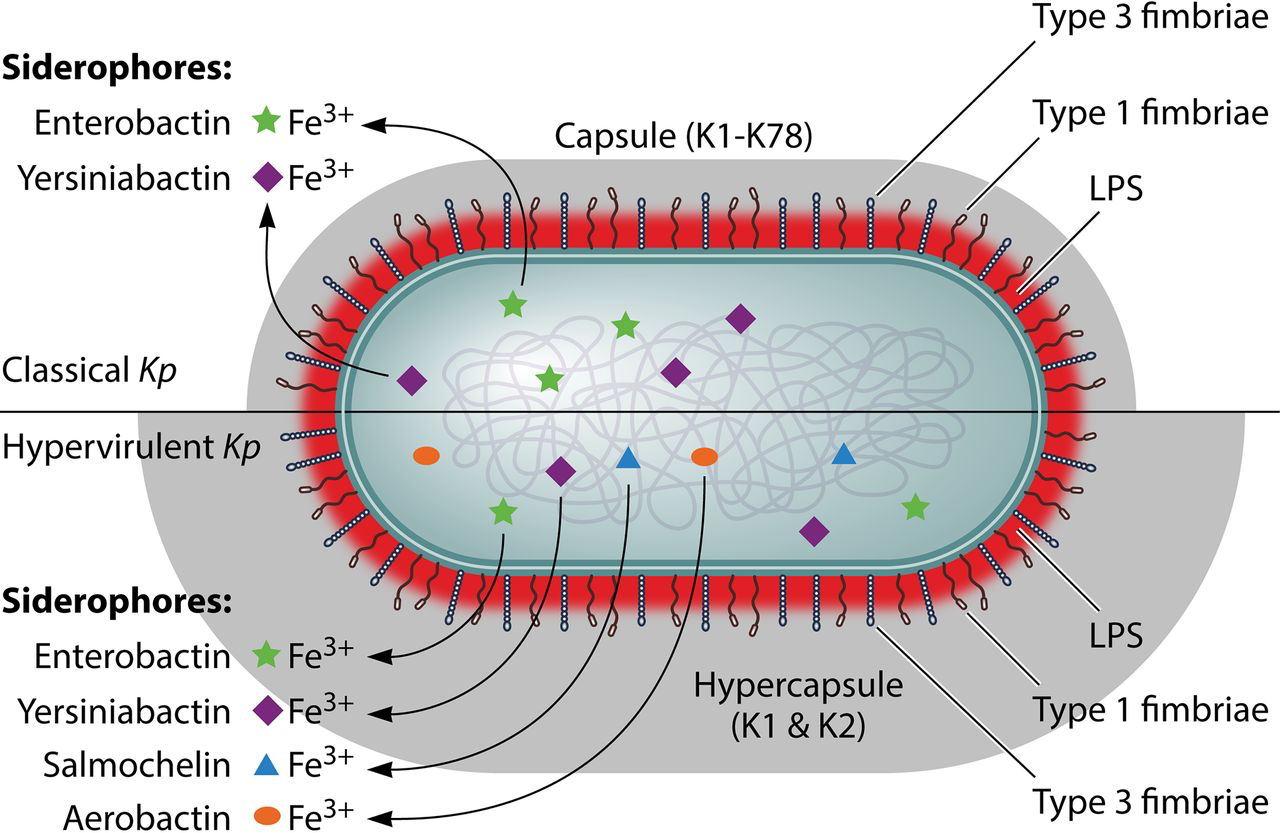 Type 3 fimbriae
Siderophores:
Enterobactin Fe3+
Type 1 fimbriae
Capsule (K1-K78)
Yersiniabactin Fe3+
LPS
Classical Kp
Hypervirulent Kp
Siderophores:
Enterobactin Fe3+
LPS
Hypercapsule
(K1 & K2)
Yersiniabactin Fe3+
Type 1 fimbriae
Salmochelin Fe3+
Aerobactin Fe3+
Type 3 fimbriae